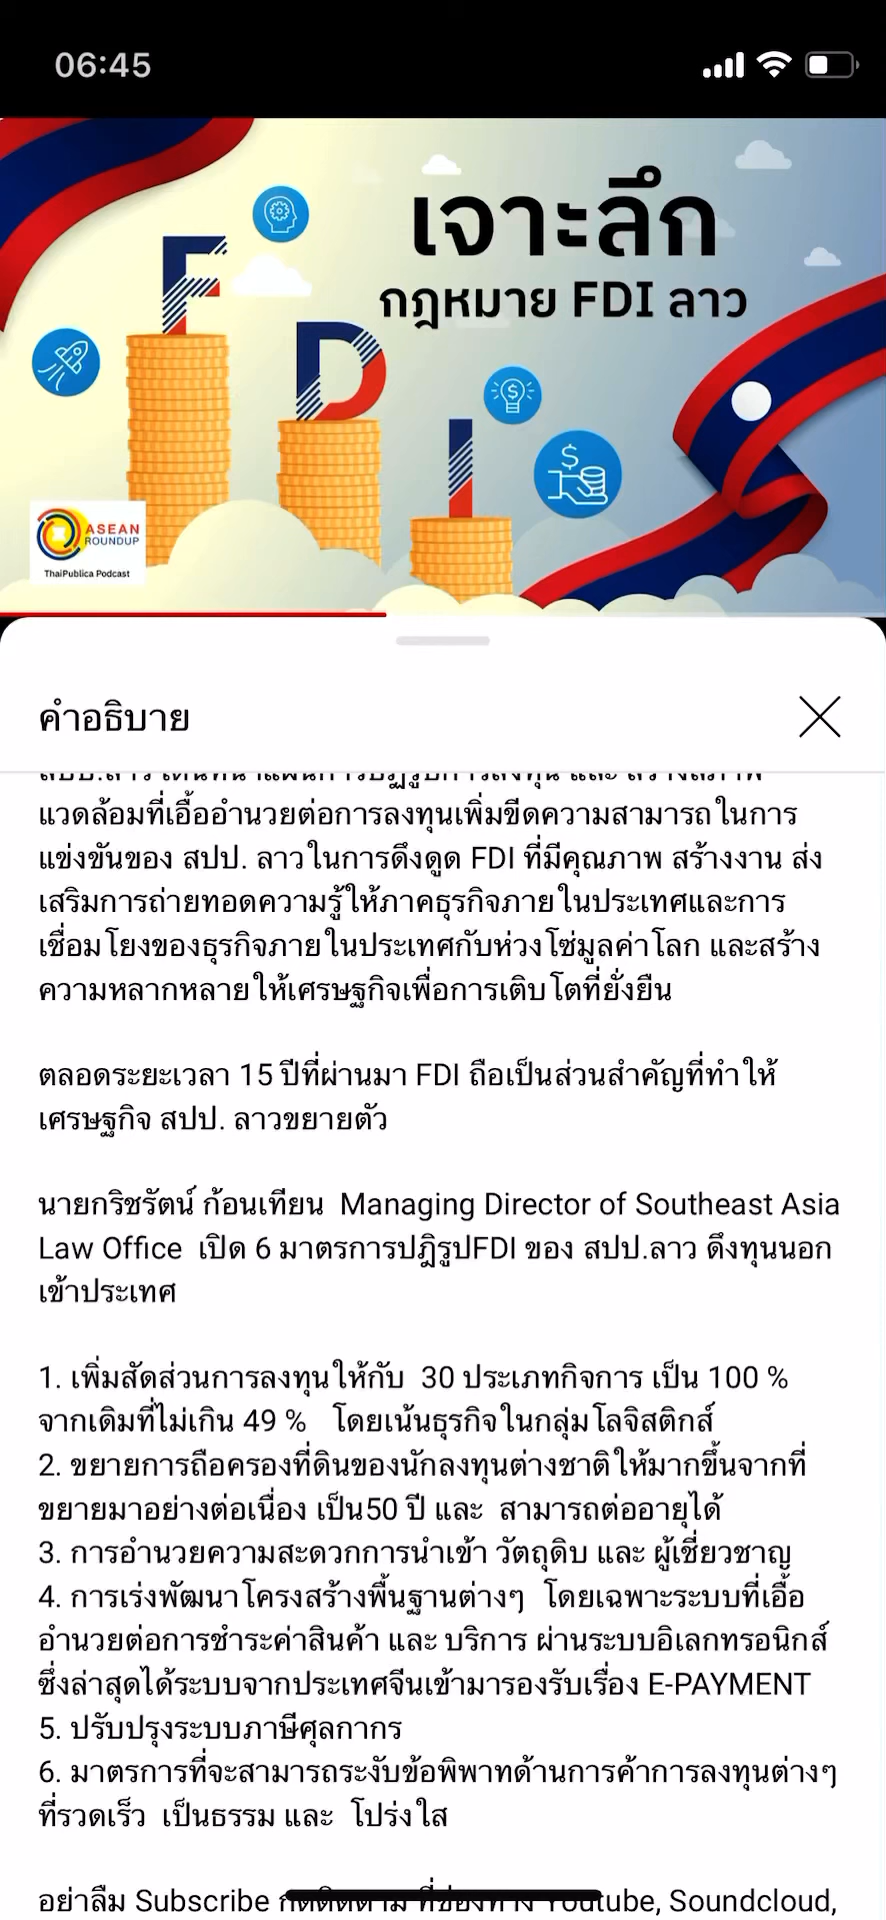 06:45
เจาะลึก
กฎหมาย FDI ลาว
F
D
I
ASEAN
ROUNDUP
ThaiPublica Podcast
คำอธิบาย
แวดล้อมที่เอื้ออำนวยต่อการลงทุนเพิ่มขีดความสามารถในการ
แข่งขันของ สปป. ลาวในการดึงดูด FDI ที่มีคุณภาพ สร้างงาน ส่ง
เสริมการถ่ายทอดความรู้ให้ภาคธุรกิจภายในประเทศและการ
เชื่อมโยงของธุรกิจภายในประเทศกับห่วงโซ่มูลค่าโลก และสร้าง
ความหลากหลายให้เศรษฐกิจเพื่อการเติบโตที่ยั่งยืน
ตลอดระยะเวลา 15 ปีที่ผ่านมา FDI ถือเป็นส่วนสำคัญที่ทำให้
เศรษฐกิจ สปป. ลาวขยายตัว
นายกริชรัตน์ ก้อนเทียน Managing Director of Southeast Asia
Law Office เปิด 6 มาตรการปฎิรูปFDI ของ สปป.ลาว ดึงทุนนอก
เข้าประเทศ
1. เพิ่มสัดส่วนการลงทุนให้กับ 30 ประเภทกิจการ เป็น 100 %
จากเดิมที่ไม่เกิน 49 % โดยเน้นธุรกิจในกลุ่มโลจิสติกส์
2. ขยายการถือครองที่ดินของนักลงทุนต่างชาติให้มากขึ้นจากที่
ขยายมาอย่างต่อเนื่อง เป็น50 ปี และ สามารถต่ออายุได้
3. การอำนวยความสะดวกการนำเข้า วัตถุดิบ และ ผู้เชี่ยวชาญ
4. การเร่งพัฒนาโครงสร้างพื้นฐานต่างๆ โดยเฉพาะระบบที่เอื้อ
อำนวยต่อการชำระค่าสินค้า และ บริการ ผ่านระบบอิเลกทรอนิกส์
ซึ่งล่าสุดได้ระบบจากประเทศจีนเข้ามารองรับเรื่อง E-PAYMENT
5. ปรับปรุงระบบภาษีศุลกากร
6. มาตรการที่จะสามารถระงับข้อพิพาทด้านการค้าการลงทุนต่างๆ
ที่รวดเร็ว เป็นธรรม และ โปร่งใส
อย่าลืม Subscribe กดติดตาม ที่ช่องทาง Youtube, Soundcloud,